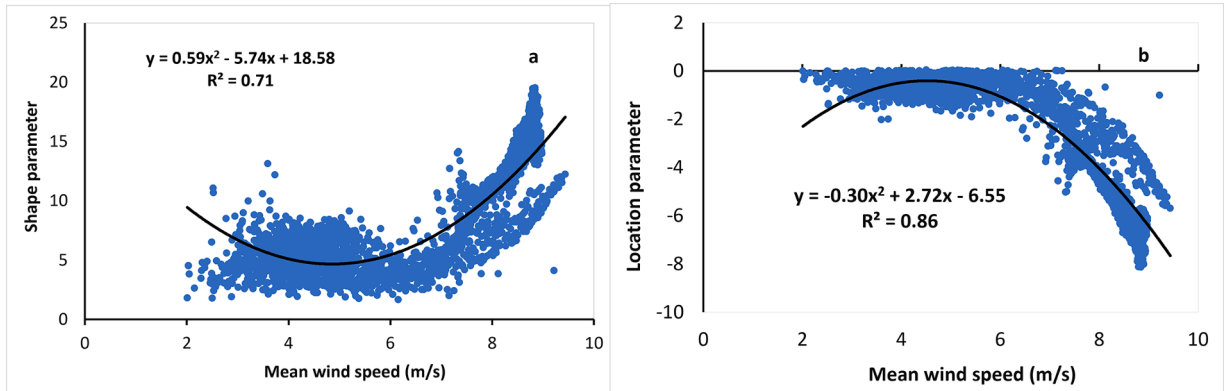 25
20
15
10
5
0
0
2
4
6
8
10
Shape parameter
Mean wind speed (m/s)
y = 0.59x² - 5.74x + 18.58
R² = 0.71
a
2
0
-2
-4
-6
-8
-10
0
2
4
6
8
10
Location parameter
Mean wind speed (m/s)
y = -0.30x² + 2.72x - 6.55
R² = 0.86
b